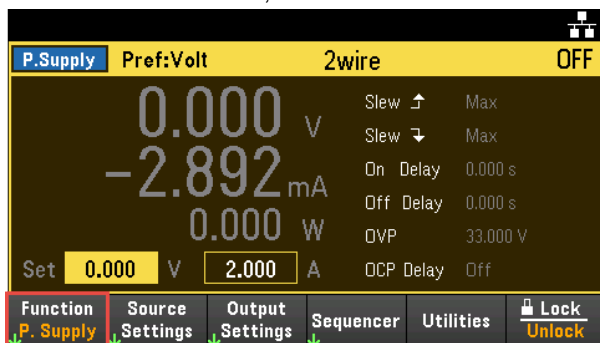 P.Supply Pref:Volt 2wire OFF
0.000 V
-2.892 mA
0.000 W
Set 0.000 V 2.000 A
Slew Max
Slew Max
On Delay 0.000 s
Off Delay 0.000 s
OVP 33.000 V
OCP Delay Off
Function
P. Supply
Source
Settings
Output
Settings
Sequencer
Utilities
Lock
Unlock